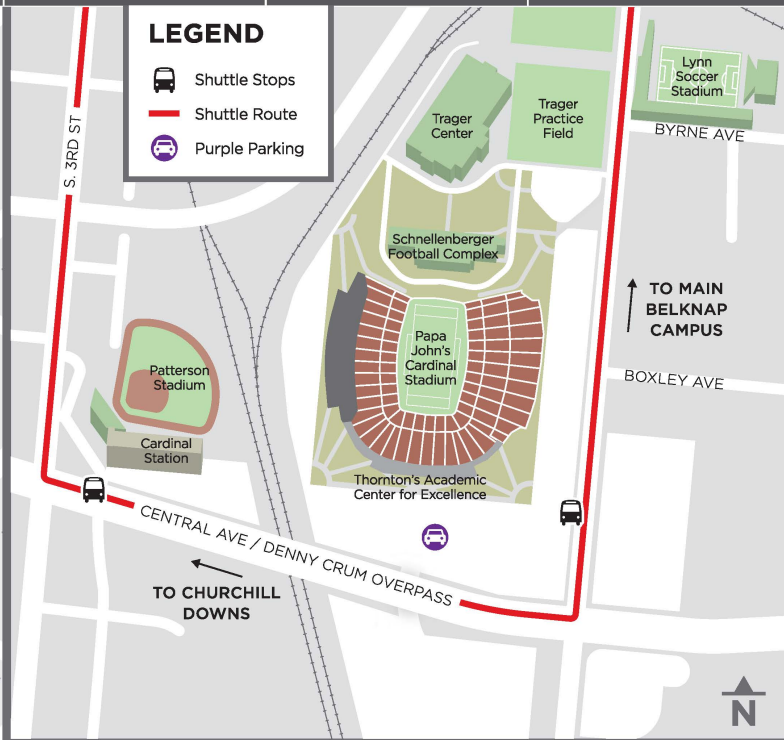 LEGEND
Shuttle Stops
Shuttle Route
Purple Parking
S. 3RD ST
Trager
Center
Trager
Practice
Field
Lynn
Soccer
Stadium
BYRNE AVE
Schnellenberger
Football Complex
TO MAIN
BELKNAP
CAMPUS
Papa
John's
Cardinal
Stadium
Patterson
Stadium
BOXLEY AVE
Cardinal
Station
Thornton's Academic
Center for Excellence
CENTRAL AVE / DENNY CRUM OVERPASS
TO CHURCHILL
DOWNS
N